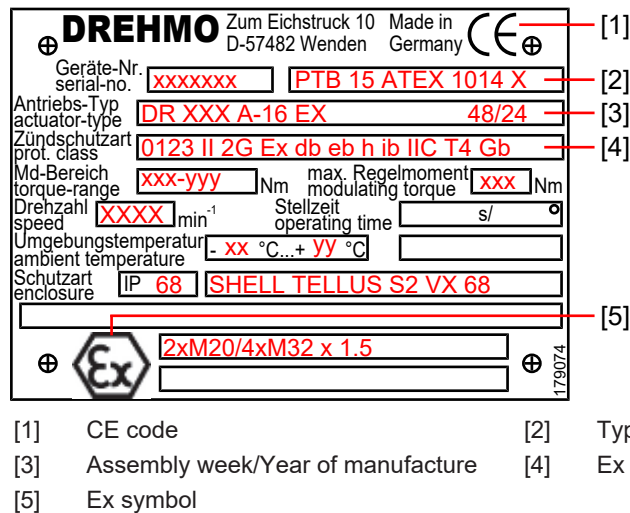 DREHMO Zum Eichstruck 10 Made in
D-57482 Wenden Germany CE [1]
Geräte-Nr.
serial-no. xxxxxxx PTB 15 ATEX 1014 X [2]
Antriebs-Typ
actuator-type DR XXX A-16 EX 48/24 [3]
Zündschutzart
prot. class 0123 II 2G Ex db eb h ib IIC T4 Gb [4]
Md-Bereich max. Regelmoment
torque-range xxx-yyy Nm modulating torque xxx Nm
Drehzahl Stellzeit
speed XXXX min-1 operating time s/ o
Umgebungstemperatur
ambient temperature - xx °C...+ yy °C
Schutzart
enclosure IP 68 SHELL TELLUS S2 VX 68
[5]
Ex 2xM20/4xM32 x 1.5
179074
[1] CE code [2] Typ
[3] Assembly week/Year of manufacture [4] Ex
[5] Ex symbol